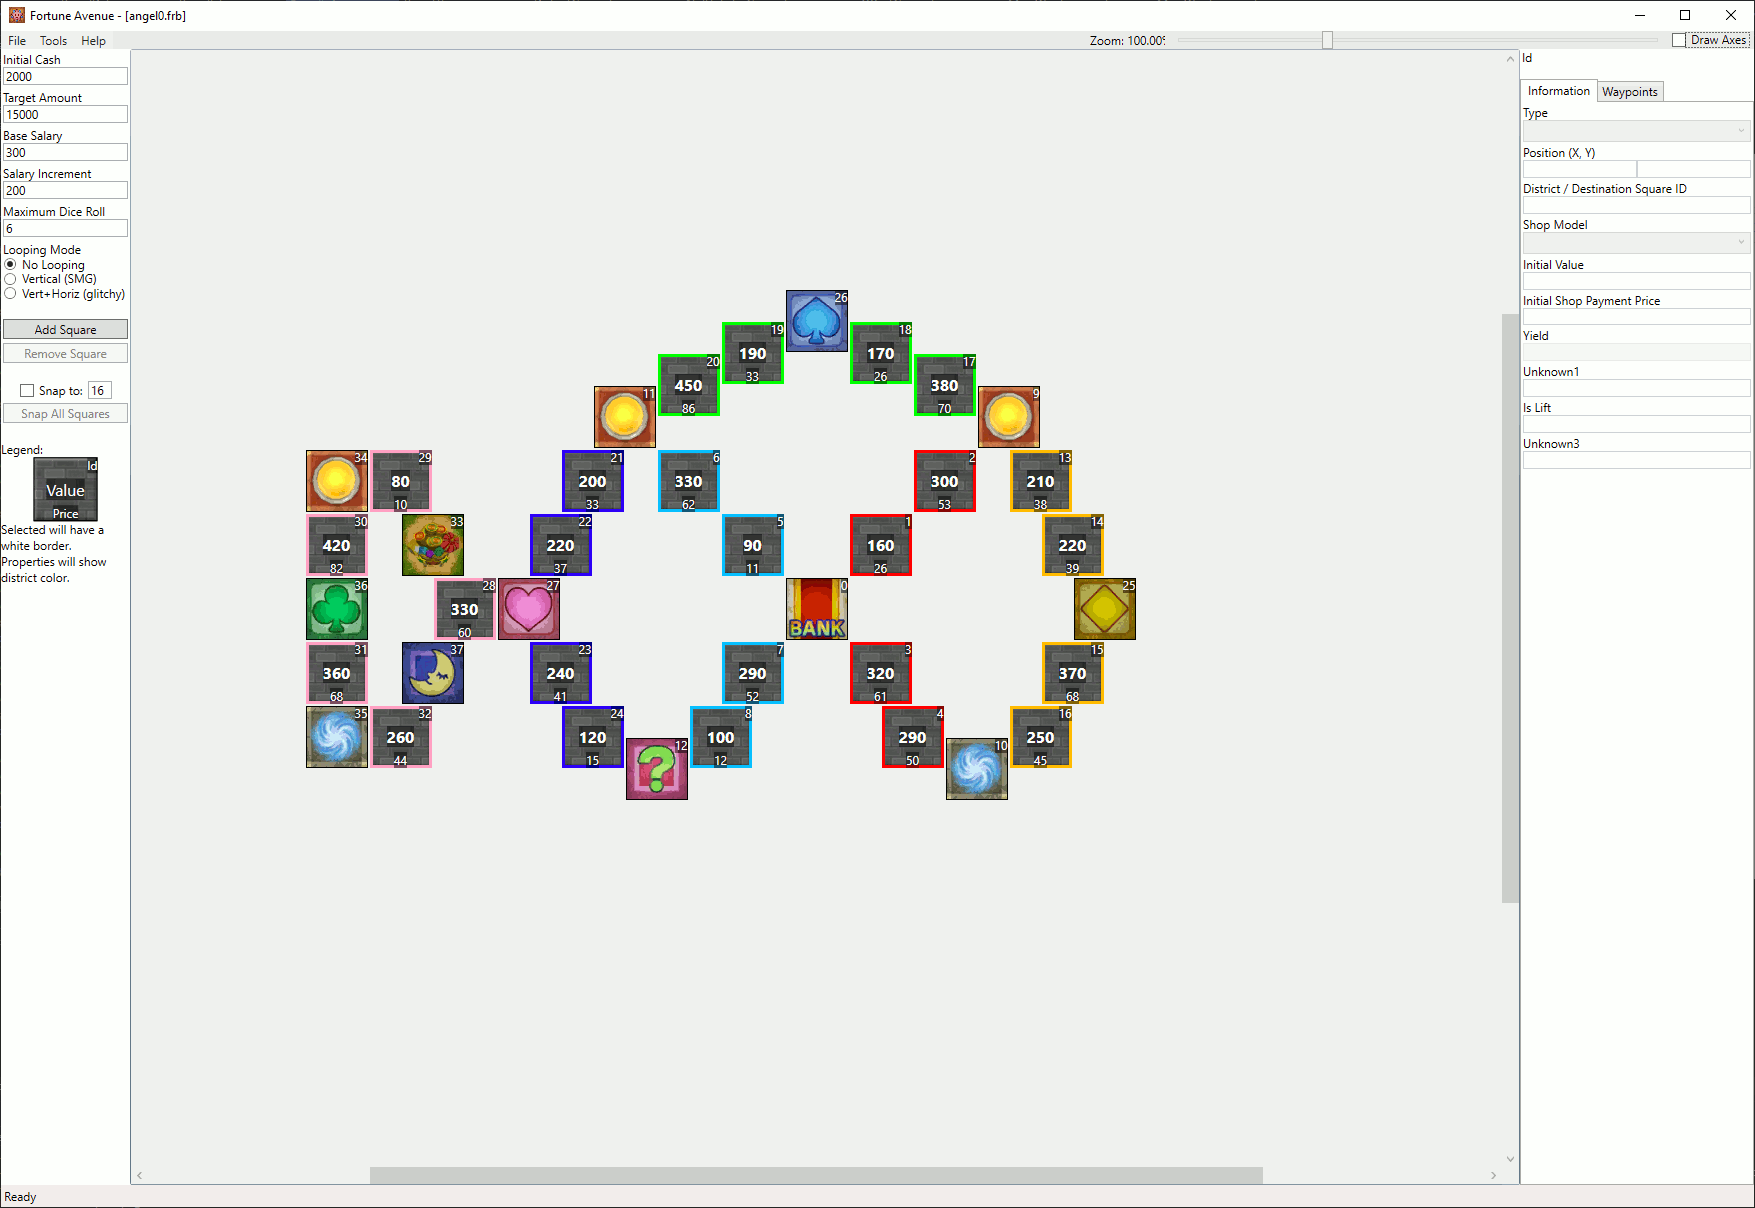 Fortune Avenue - [angel0.frb]
File Tools Help
Zoom: 100.00%
Draw Axes
Initial Cash
2000
Target Amount
15000
Base Salary
300
Salary Increment
200
Maximum Dice Roll
6
Looping Mode
No Looping
Vertical (SMG)
Vert+Horiz (glitchy)
Add Square
Remove Square
Snap to: 16
Snap All Squares
Legend:
Id
Value
Price
Selected will have a
white border.
Properties will show
district color.
26
19
190
33
18
170
26
20
450
86
17
380
70
11
9
34
29
80
10
21
200
33
6
330
62
2
300
53
13
210
38
30
420
82
33
22
220
37
5
90
11
1
160
26
14
220
39
36
28
330
60
27
0
BANK
25
31
360
68
37
23
240
41
7
290
52
3
320
61
15
370
68
35
32
260
44
24
120
15
12
8
100
12
4
290
50
10
16
250
45
Id
Information Waypoints
Type
Position (X, Y)
District / Destination Square ID
Shop Model
Initial Value
Initial Shop Payment Price
Yield
Unknown1
Is Lift
Unknown3
Ready